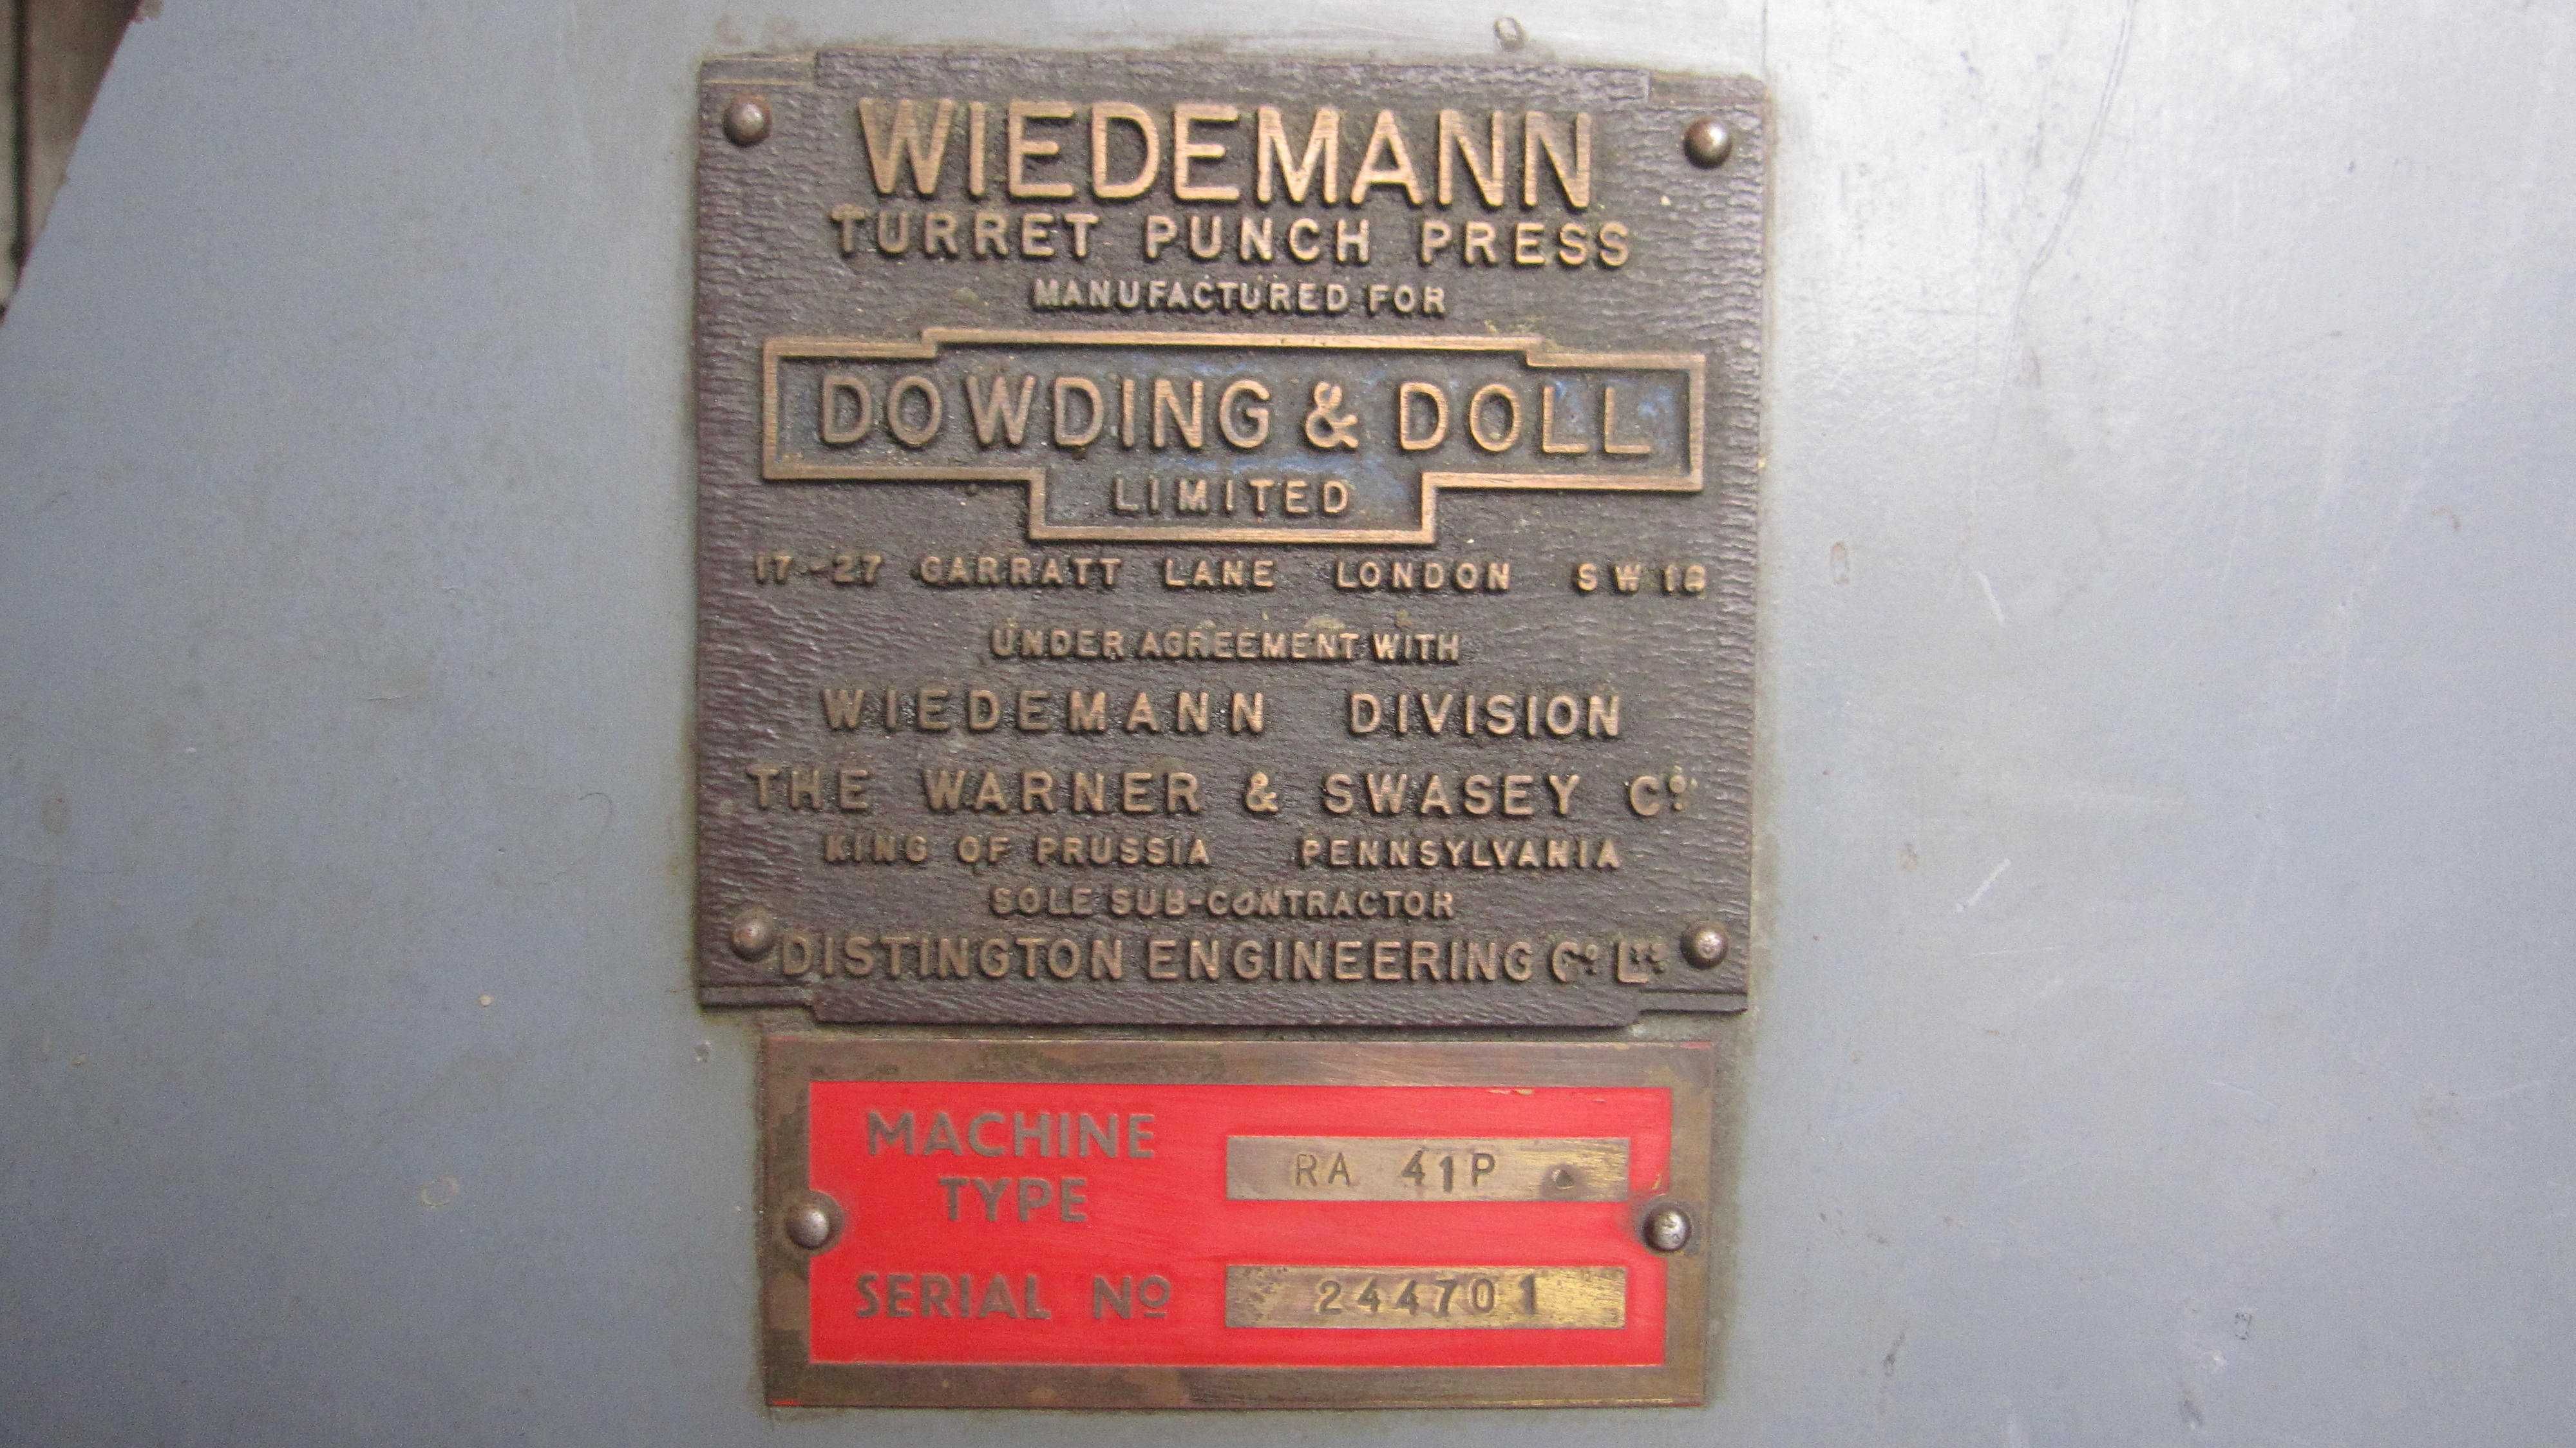 WIEDEMANN
TURRET PUNCH PRESS
MANUFACTURED FOR
DOWDING & DOLL
LIMITED
17-27 GARRATT LANE LONDON SW18
UNDER AGREEMENT WITH
WIEDEMANN DIVISION
THE WARNER & SWASEY Cº.
KING OF PRUSSIA PENNSYLVANIA
SOLE SUB-CONTRACTOR
DISTINGTON ENGINEERING Cº LTD
MACHINE
TYPE
RA 41P
SERIAL Nº 244701